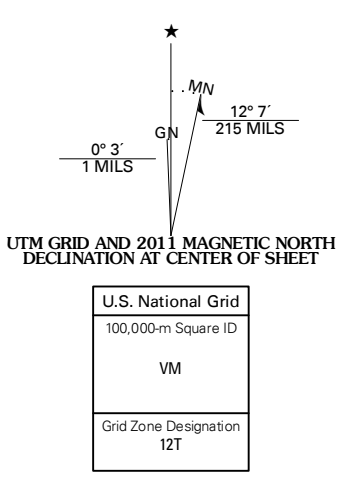 ★
MN
GN
12° 7´
215 MILS
0° 3´
1 MILS
UTM GRID AND 2011 MAGNETIC NORTH
DECLINATION AT CENTER OF SHEET
U.S. National Grid
100,000-m Square ID
VM
Grid Zone Designation
12T